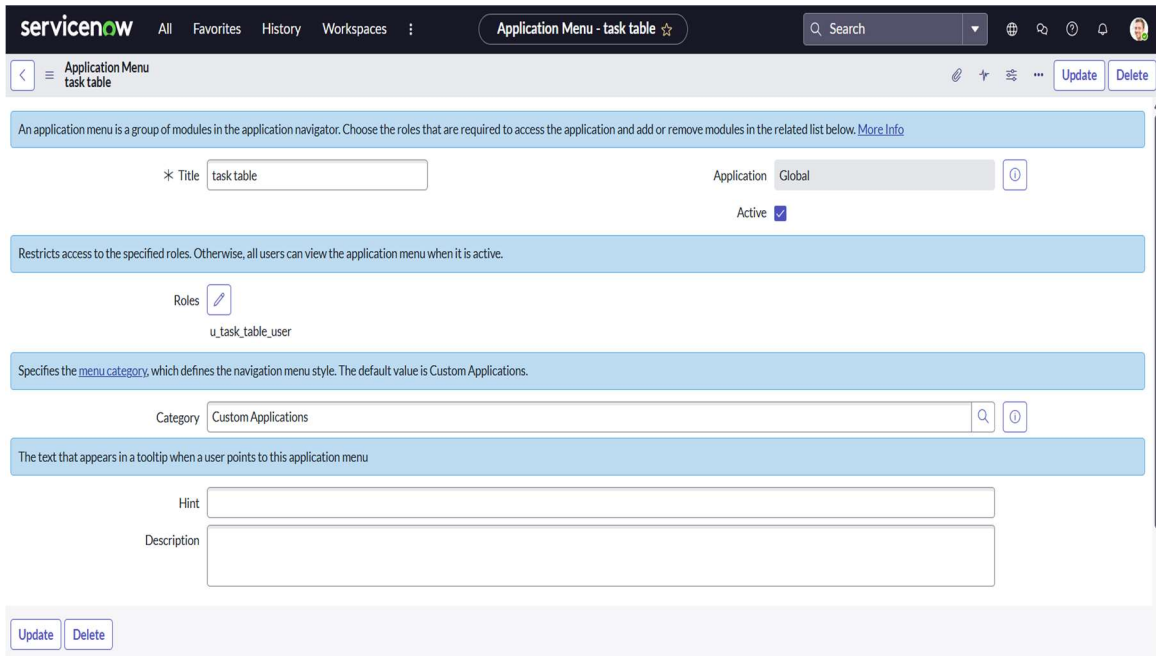 servicenow All Favorites History Workspaces Application Menu - task table Search
Application Menu
task table
Update Delete
An application menu is a group of modules in the application navigator. Choose the roles that are required to access the application and add or remove modules in the related list below. More Info
Title task table Application Global
Active
Restricts access to the specified roles. Otherwise, all users can view the application menu when it is active.
Roles
u_task_table_user
Specifies the menu category, which defines the navigation menu style. The default value is Custom Applications.
Category Custom Applications
The text that appears in a tooltip when a user points to this application menu
Hint
Description
Update Delete